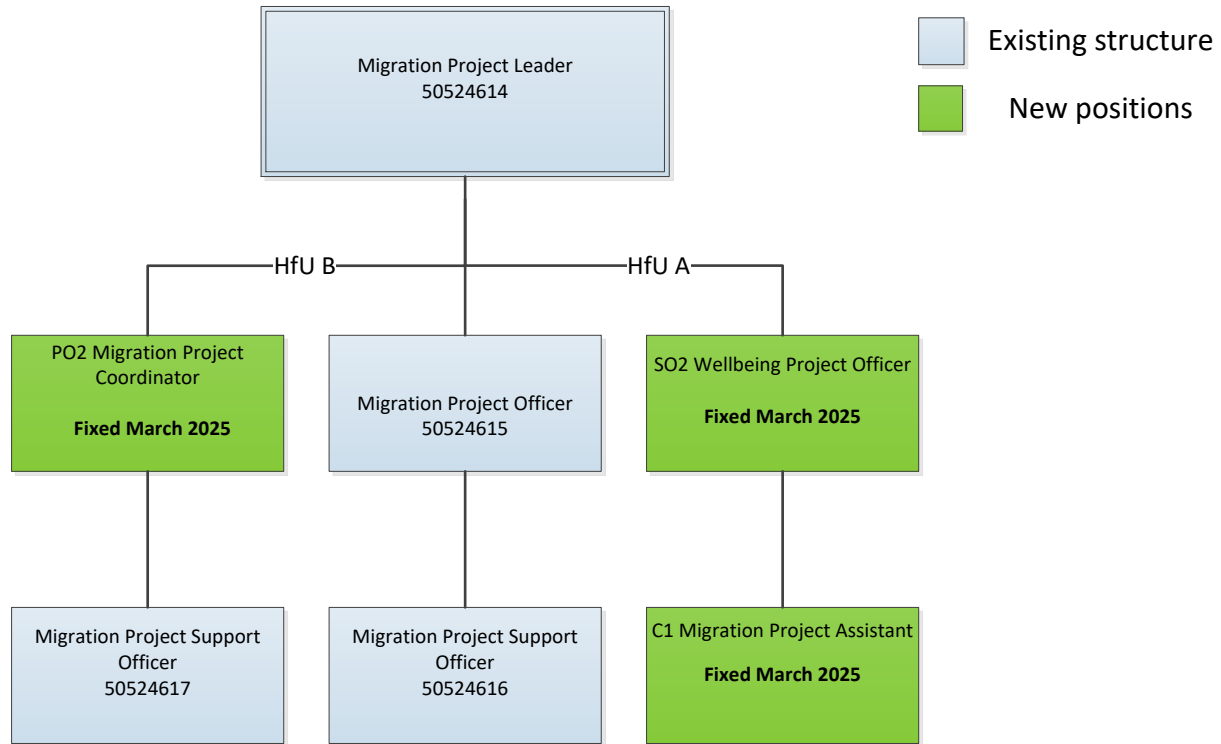 Migration Project Leader
50524614
Existing structure
New positions
HfU B
HfU A
PO2 Migration Project
Coordinator
Fixed March 2025
Migration Project Officer
50524615
SO2 Wellbeing Project Officer
Fixed March 2025
Migration Project Support
Officer
50524617
Migration Project Support
Officer
50524616
C1 Migration Project Assistant
Fixed March 2025